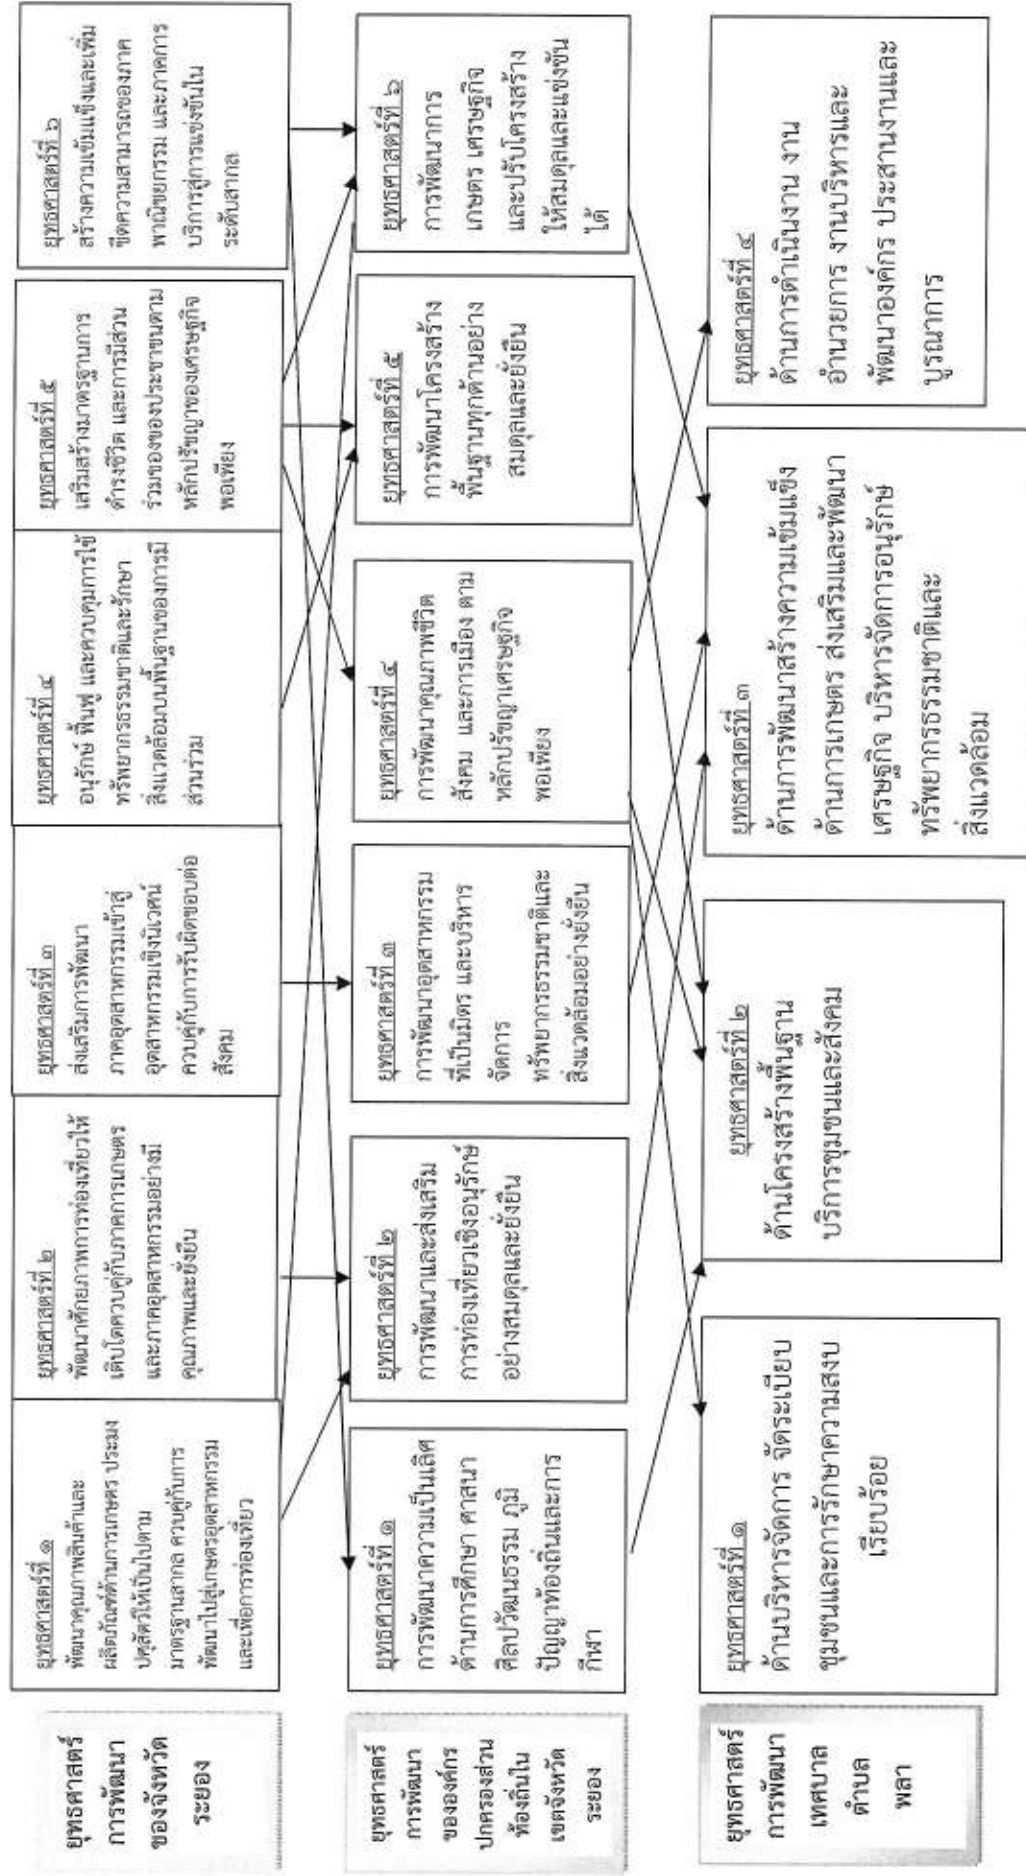 ยุทธศาสตร์
การพัฒนา
ของจังหวัด
ระยอง
ยุทธศาสตร์ที่ ๑
พัฒนาคุณภาพสินค้าและ
ผลิตภัณฑ์ด้านการเกษตร ประมง
ปศุสัตว์ให้เป็นไปตาม
มาตรฐานสากล ควบคู่กับการ
พัฒนาไปสู่เกษตรอุตสาหกรรม
และเพื่อการท่องเที่ยว
ยุทธศาสตร์ที่ ๒
พัฒนาศักยภาพการท่องเที่ยวให้
เติบโตควบคู่กับภาคการเกษตร
และภาคอุตสาหกรรมอย่างมี
คุณภาพและยั่งยืน
ยุทธศาสตร์ที่ ๓
ส่งเสริมการพัฒนา
ภาคอุตสาหกรรมเข้าสู่
อุตสาหกรรมเชิงนิเวศน์
ควบคู่กับการรับผิดชอบต่อ
สังคม
ยุทธศาสตร์ที่ ๔
อนุรักษ์ ฟื้นฟู และควบคุมการใช้
ทรัพยากรธรรมชาติและรักษา
สิ่งแวดล้อมบนพื้นฐานของการมี
ส่วนร่วม
ยุทธศาสตร์ที่ ๕
เสริมสร้างมาตรฐานการ
ดำรงชีวิต และการมีส่วน
ร่วมของของประชาชนตาม
หลักปรัชญาของเศรษฐกิจ
พอเพียง
ยุทธศาสตร์ที่ ๖
สร้างความเข้มแข็งและเพิ่ม
ขีดความสามารถของภาค
พาณิชยกรรม และภาคการ
บริการสู่การแข่งขันใน
ระดับสากล
ยุทธศาสตร์
การพัฒนา
ขององค์กร
ปกครองส่วน
ท้องถิ่นใน
เขตจังหวัด
ระยอง
ยุทธศาสตร์ที่ ๑
การพัฒนาความเป็นเลิศ
ด้านการศึกษา ศาสนา
ศิลปวัฒนธรรม ภูมิ
ปัญญาท้องถิ่นและการ
กีฬา
ยุทธศาสตร์ที่ ๒
การพัฒนาและส่งเสริม
การท่องเที่ยวเชิงอนุรักษ์
อย่างสมดุลและยั่งยืน
ยุทธศาสตร์ที่ ๓
การพัฒนาอุตสาหกรรม
ที่เป็นมิตร และบริหาร
จัดการ
ทรัพยากรธรรมชาติและ
สิ่งแวดล้อมอย่างยั่งยืน
ยุทธศาสตร์ที่ ๔
การพัฒนาคุณภาพชีวิต
สังคม และการเมือง ตาม
หลักปรัชญาเศรษฐกิจ
พอเพียง
ยุทธศาสตร์ที่ ๕
การพัฒนาโครงสร้าง
พื้นฐานทุกด้านอย่าง
สมดุลและยั่งยืน
ยุทธศาสตร์ที่ ๖
การพัฒนาการ
เกษตร เศรษฐกิจ
และปรับโครงสร้าง
ให้สมดุลและแข่งขัน
ได้
ยุทธศาสตร์
การพัฒนา
เทศบาล
ตำบล
พลา
ยุทธศาสตร์ที่ ๑
ด้านบริหารจัดการ จัดระเบียบ
ชุมชนและการรักษาความสงบ
เรียบร้อย
ยุทธศาสตร์ที่ ๒
ด้านโครงสร้างพื้นฐาน
บริการชุมชนและสังคม
ยุทธศาสตร์ที่ ๓
ด้านการพัฒนาสร้างความเข้มแข็ง
ด้านการเกษตร ส่งเสริมและพัฒนา
เศรษฐกิจ บริหารจัดการอนุรักษ์
ทรัพยากรธรรมชาติและ
สิ่งแวดล้อม
ยุทธศาสตร์ที่ ๔
ด้านการดำเนินงาน งาน
อำนวยการ งานบริหารและ
พัฒนาองค์กร ประสานงานและ
บูรณาการ